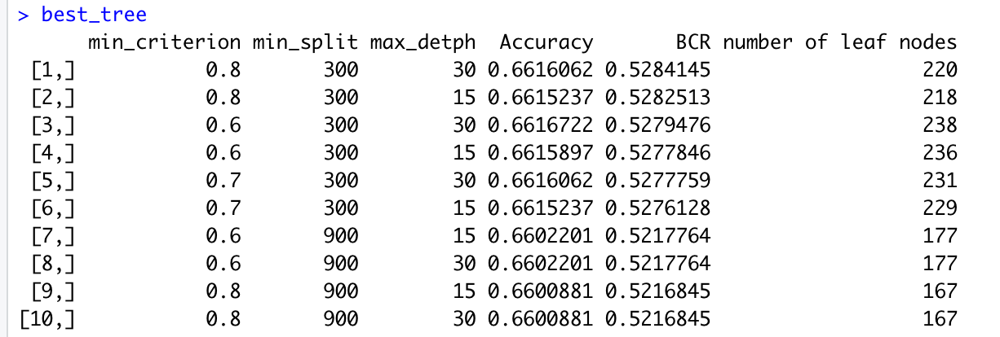 > best_tree
min_criterion min_split max_detph Accuracy BCR number of leaf nodes
[1,] 0.8 300 30 0.6616062 0.5284145 220
[2,] 0.8 300 15 0.6615237 0.5282513 218
[3,] 0.6 300 30 0.6616722 0.5279476 238
[4,] 0.6 300 15 0.6615897 0.5277846 236
[5,] 0.7 300 30 0.6616062 0.5277759 231
[6,] 0.7 300 15 0.6615237 0.5276128 229
[7,] 0.6 900 15 0.6602201 0.5217764 177
[8,] 0.6 900 30 0.6602201 0.5217764 177
[9,] 0.8 900 15 0.6600881 0.5216845 167
[10,] 0.8 900 30 0.6600881 0.5216845 167